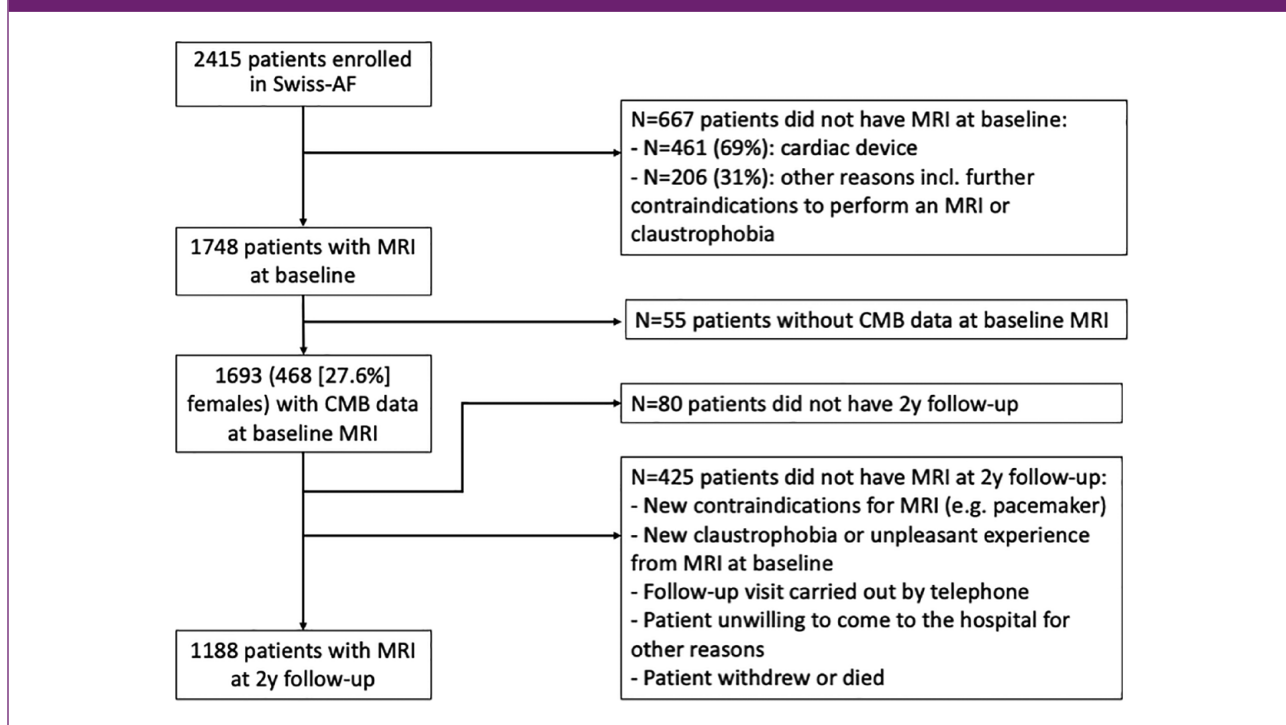 2415 patients enrolled
in Swiss-AF
N=667 patients did not have MRI at baseline:
- N=461 (69%): cardiac device
- N=206 (31%): other reasons incl. further
contraindications to perform an MRI or
claustrophobia
1748 patients with MRI
at baseline
N=55 patients without CMB data at baseline MRI
1693 (468 [27.6%]
females) with CMB data
at baseline MRI
N=80 patients did not have 2y follow-up
N=425 patients did not have MRI at 2y follow-up:
- New contraindications for MRI (e.g. pacemaker)
- New claustrophobia or unpleasant experience
from MRI at baseline
- Follow-up visit carried out by telephone
- Patient unwilling to come to the hospital for
other reasons
- Patient withdrew or died
1188 patients with MRI
at 2y follow-up